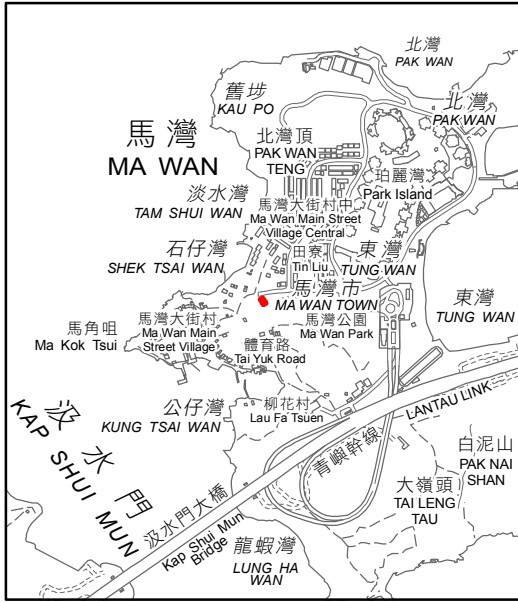 北灣
PAK WAN
舊埗
KAU PO
北灣
PAK WAN
馬灣
MA WAN
北灣頂
PAK WAN
TENG
珀麗灣
Park Island
淡水灣
TAM SHUI WAN
馬灣大街村中
Ma Wan Main Street
Village Central
石仔灣
SHEK TSAI WAN
田寮
Tin Liu
東灣
TUNG WAN
馬灣市
MA WAN TOWN
東灣
TUNG WAN
馬角咀
Ma Kok Tsui
馬灣大街村
Ma Wan Main
Street Village
馬灣公園
Ma Wan Park
體育路
Tai Yuk Road
公仔灣
KUNG TSAI WAN
柳花村
Lau Fa Tsuen
LANTAU LINK
青嶼幹線
汲水門
KAP SHUI MUN
白泥山
PAK NAI
SHAN
大嶺頭
TAI LENG
TAU
汲水門大橋
Kap Shui Mun
Bridge
龍蝦灣
LUNG HA
WAN